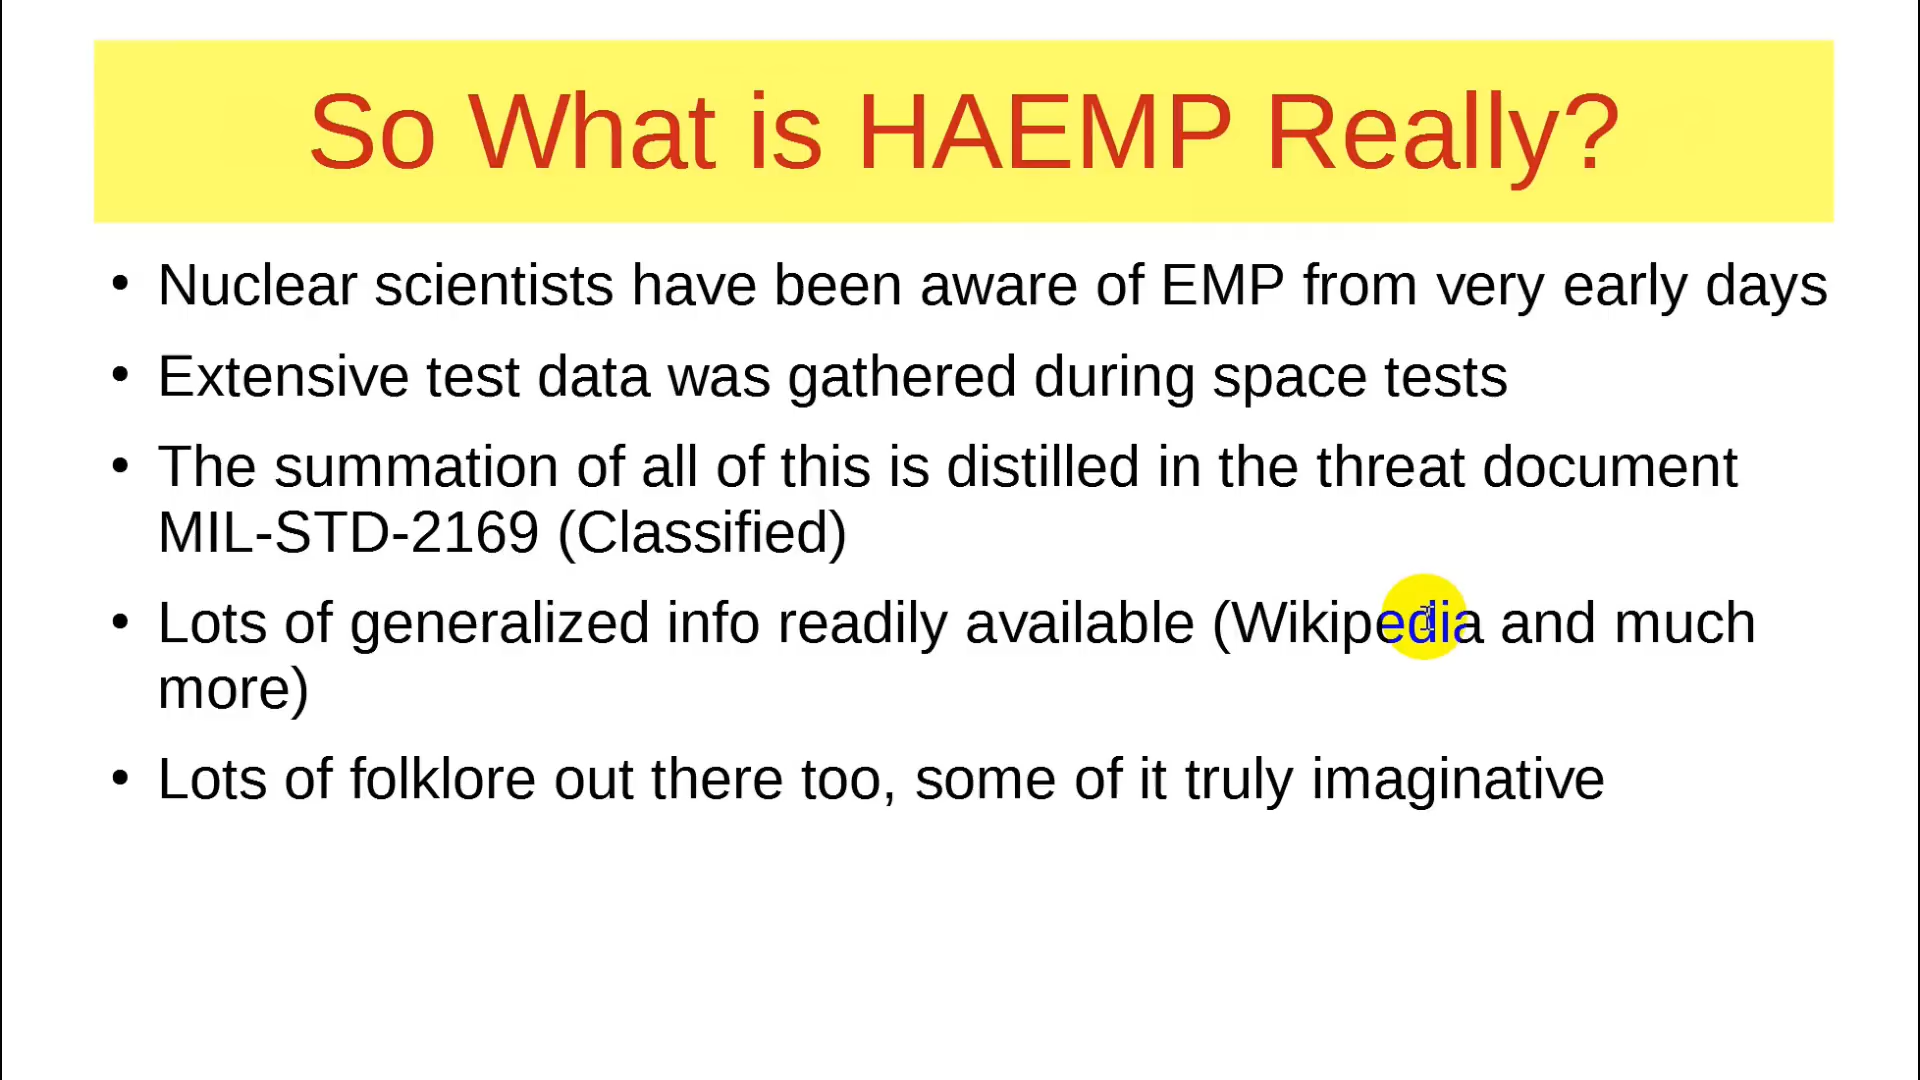 So What is HAEMP Really?
• Nuclear scientists have been aware of EMP from very early days
• Extensive test data was gathered during space tests
• The summation of all of this is distilled in the threat document
MIL-STD-2169 (Classified)
• Lots of generalized info readily available (Wikipedia and much
more)
• Lots of folklore out there too, some of it truly imaginative